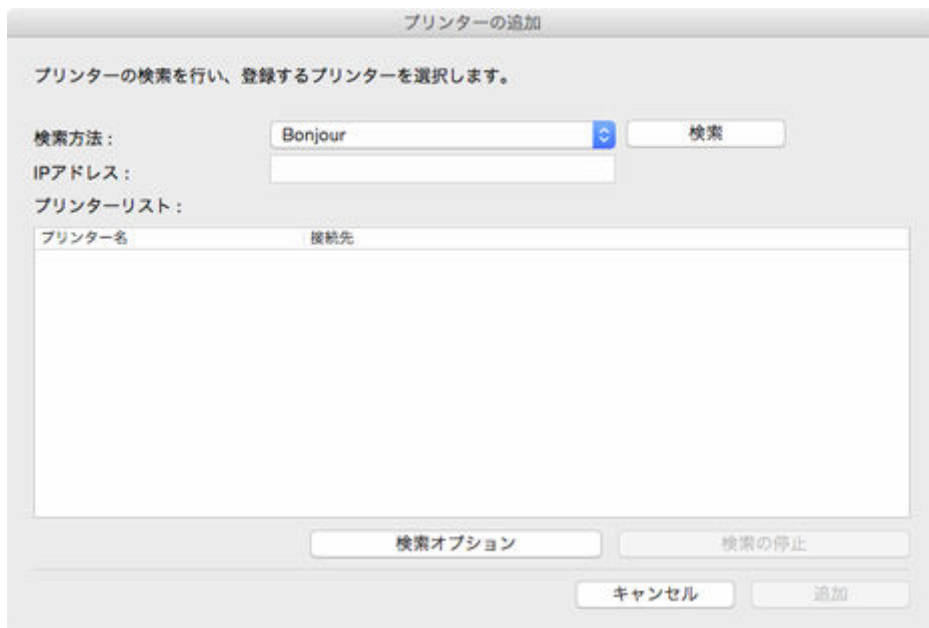 プリンターの追加
プリンターの検索を行い、登録するプリンターを選択します。
検索方法： Bonjour 検索
IPアドレス：
プリンターリスト：
プリンター名 接続先
検索オプション 検索の停止
キャンセル 追加